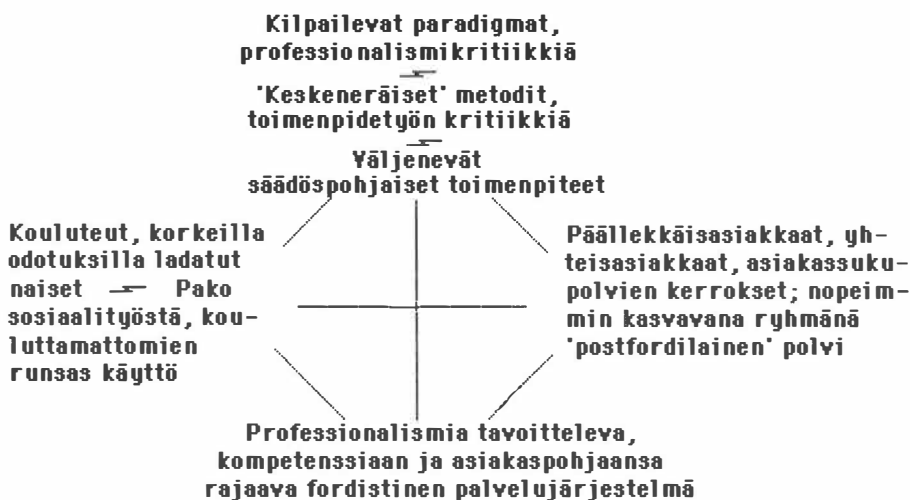 Kilpailevat paradigmat,
professionalismikritiikkiä
'Keskeneräiset' metodit,
toimenpidetyön kritiikkiä
Väljenevät
säädöspohjaiset toimenpiteet
Kouluteut, korkeilla
odotuksilla ladatut
naiset Pako
sosiaalityöstä, kou-
luttamattomien
runsas käyttö
Päällekkäisasiakkaat, yh-
teisasiakkaat, asiakassuku-
polvien kerrokset; nopeim-
min kasvavana ryhmänä
'postfordilainen' polvi
Professionalismia tavoitteleva,
kompetenssiaan ja asiakaspohjaansa
rajaava fordistinen palvelujärjestelmä